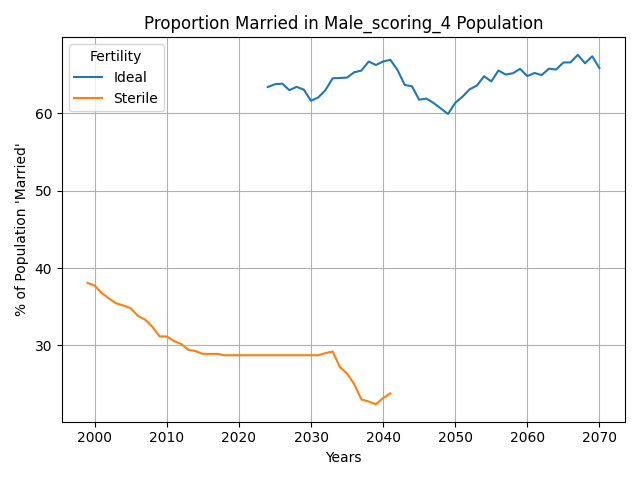 Proportion Married in Male_scoring_4 Population
Fertility
Ideal
Sterile
% of Population 'Married'
60
50
40
30
2000 2010 2020 2030 2040 2050 2060 2070
Years